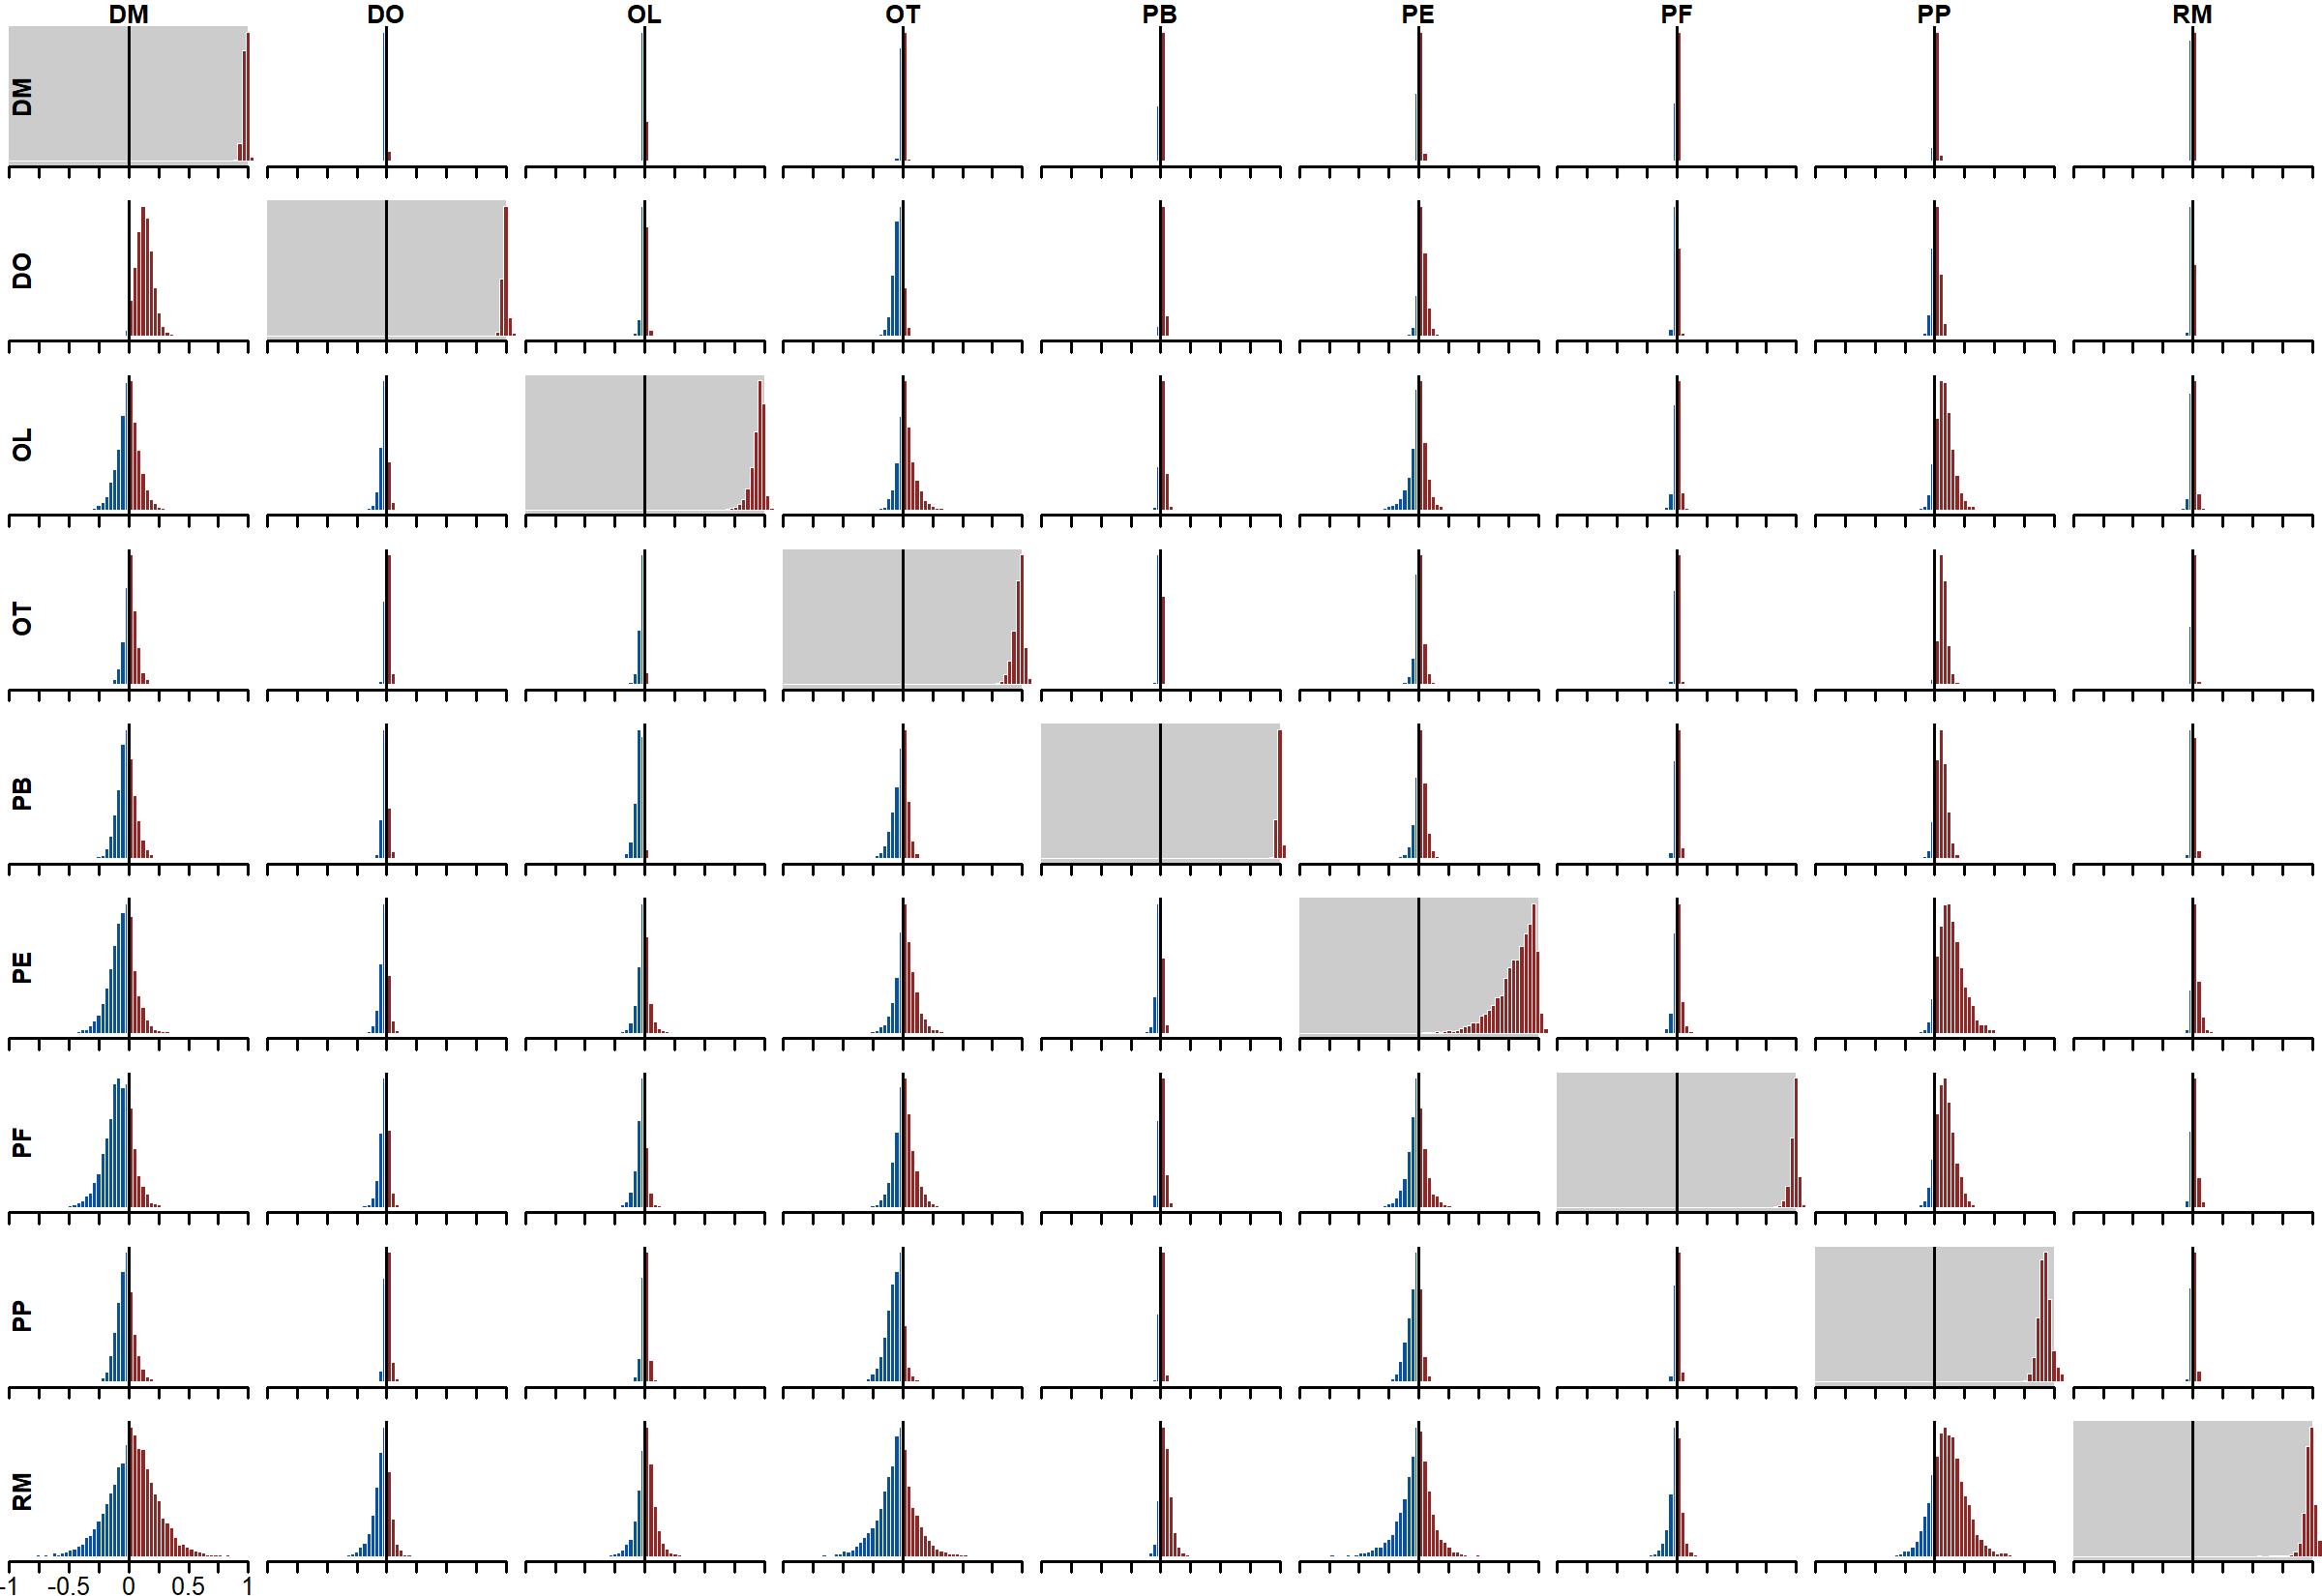 DM DO OL OT PB PE PF PP RM
DM
DO
OL
OT
PB
PE
PF
PP
RM
-1 -0.5 0 0.5 1